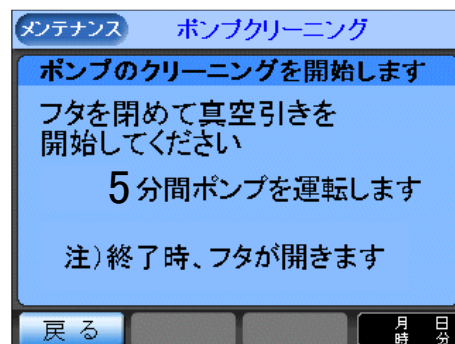 メンテナンス ポンプクリーニング
ポンプのクリーニングを開始します
フタを閉めて真空引きを
開始してください
5分間ポンプを運転します
注)終了時、フタが開きます
戻る
月 日
時 分